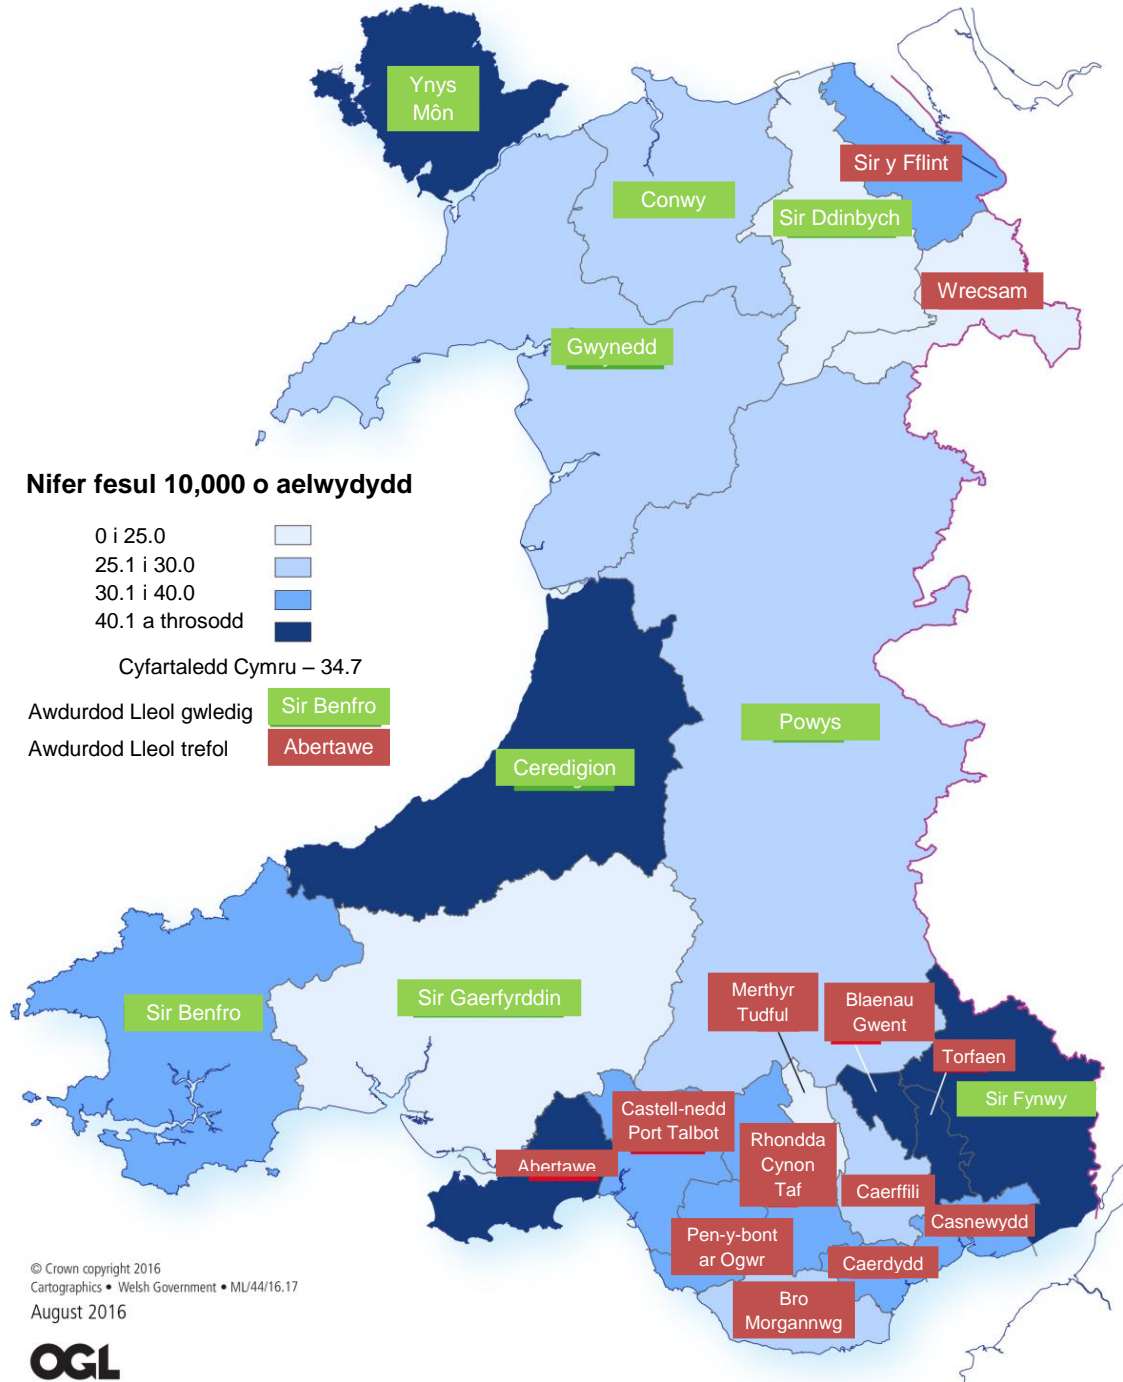 Ynys
Môn
Sir y Fflint
Conwy
Sir Ddinbych
Wrecsam
Gwynedd
Nifer fesul 10,000 o aelwydydd
0 i 25.0
25.1 i 30.0
30.1 i 40.0
40.1 a throsodd
Cyfartaledd Cymru – 34.7
Awdurdod Lleol gwledig Sir Benfro
Awdurdod Lleol trefol Abertawe
Powys
Ceredigion
Sir Benfro
Sir Gaerfyrddin
Merthyr
Tudful
Blaenau
Gwent
Torfaen
Sir Fynwy
Castell-nedd
Port Talbot
Rhondda
Cynon
Taf
Abertawe
Caerffili
Casnewydd
Pen-y-bont
ar Ogwr
Caerdydd
Bro
Morgannwg
© Crown copyright 2016
Cartographics • Welsh Government • ML/44/16.17
August 2016
OGL